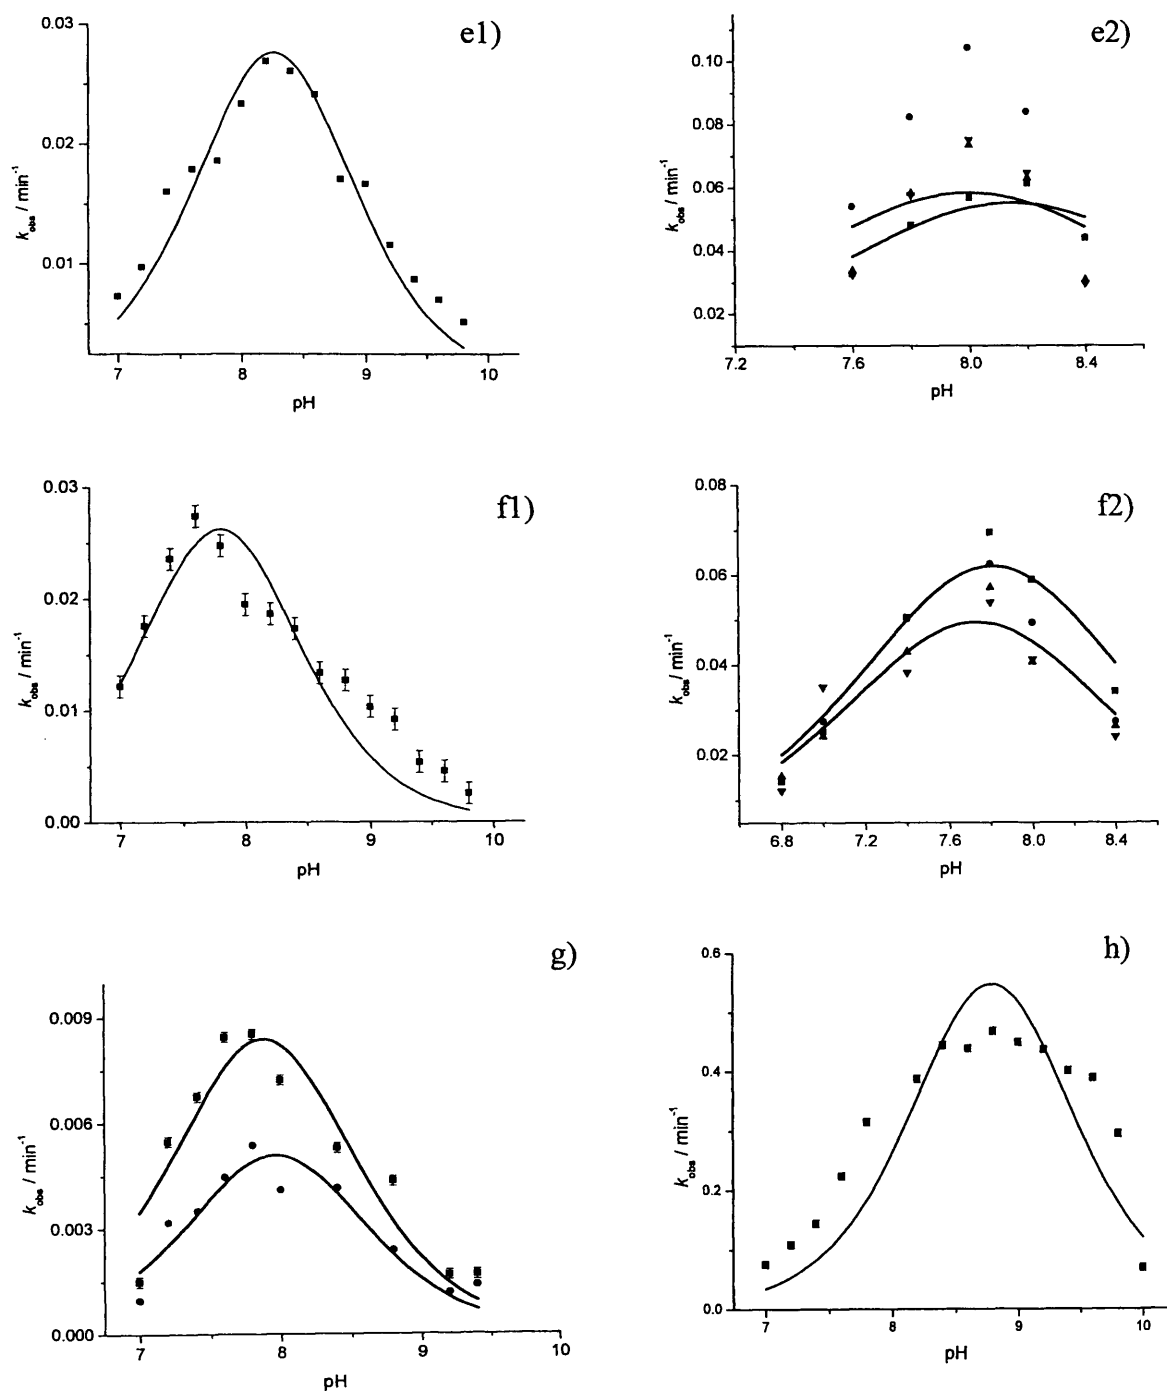 e1)
0.03
0.02
0.01
k_obs / min⁻¹
7 8 9 10
pH
e2)
0.10
0.08
0.06
0.04
0.02
k_obs / min⁻¹
7.2 7.6 8.0 8.4
pH
f1)
0.03
0.02
0.01
0.00
k_obs / min⁻¹
7 8 9 10
pH
f2)
0.08
0.06
0.04
0.02
k_obs / min⁻¹
6.8 7.2 7.6 8.0 8.4
pH
g)
0.009
0.006
0.003
0.000
k_obs / min⁻¹
7 8 9 10
pH
h)
0.6
0.4
0.2
0.0
k_obs / min⁻¹
7 8 9 10
pH